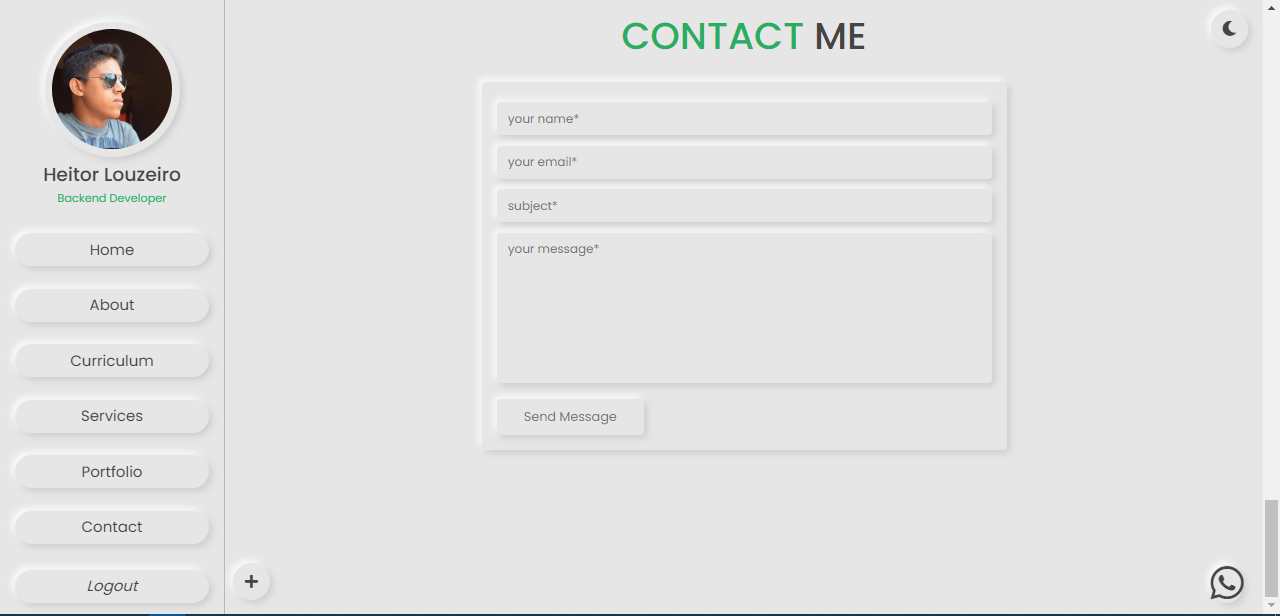 Heitor Louzeiro
Backend Developer
Home
About
Curriculum
Services
Portfolio
Contact
Logout
CONTACT ME
your name*
your email*
subject*
your message*
Send Message